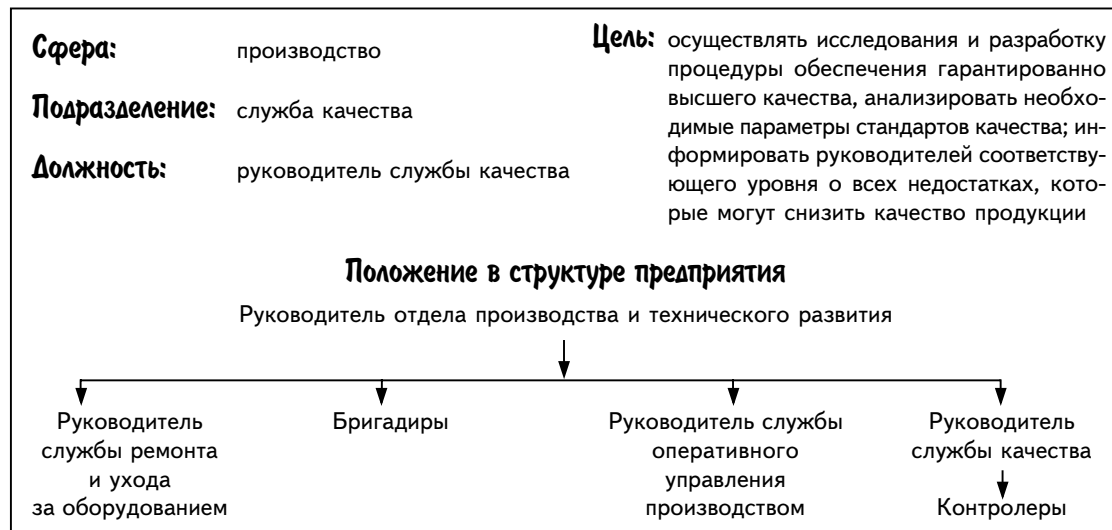 Сфера: производство
Подразделение: служба качества
Должность: руководитель службы качества
Цель: осуществлять исследования и разработку
процедуры обеспечения гарантированно
высшего качества, анализировать необхо-
димые параметры стандартов качества; ин-
формировать руководителей соответству-
ющего уровня о всех недостатках, кото-
рые могут снизить качество продукции
Положение в структуре предприятия
Руководитель отдела производства и технического развития
Руководитель
службы ремонта
и ухода
за оборудованием
Бригадиры
Руководитель службы
оперативного
управления
производством
Руководитель
службы качества
Контролеры